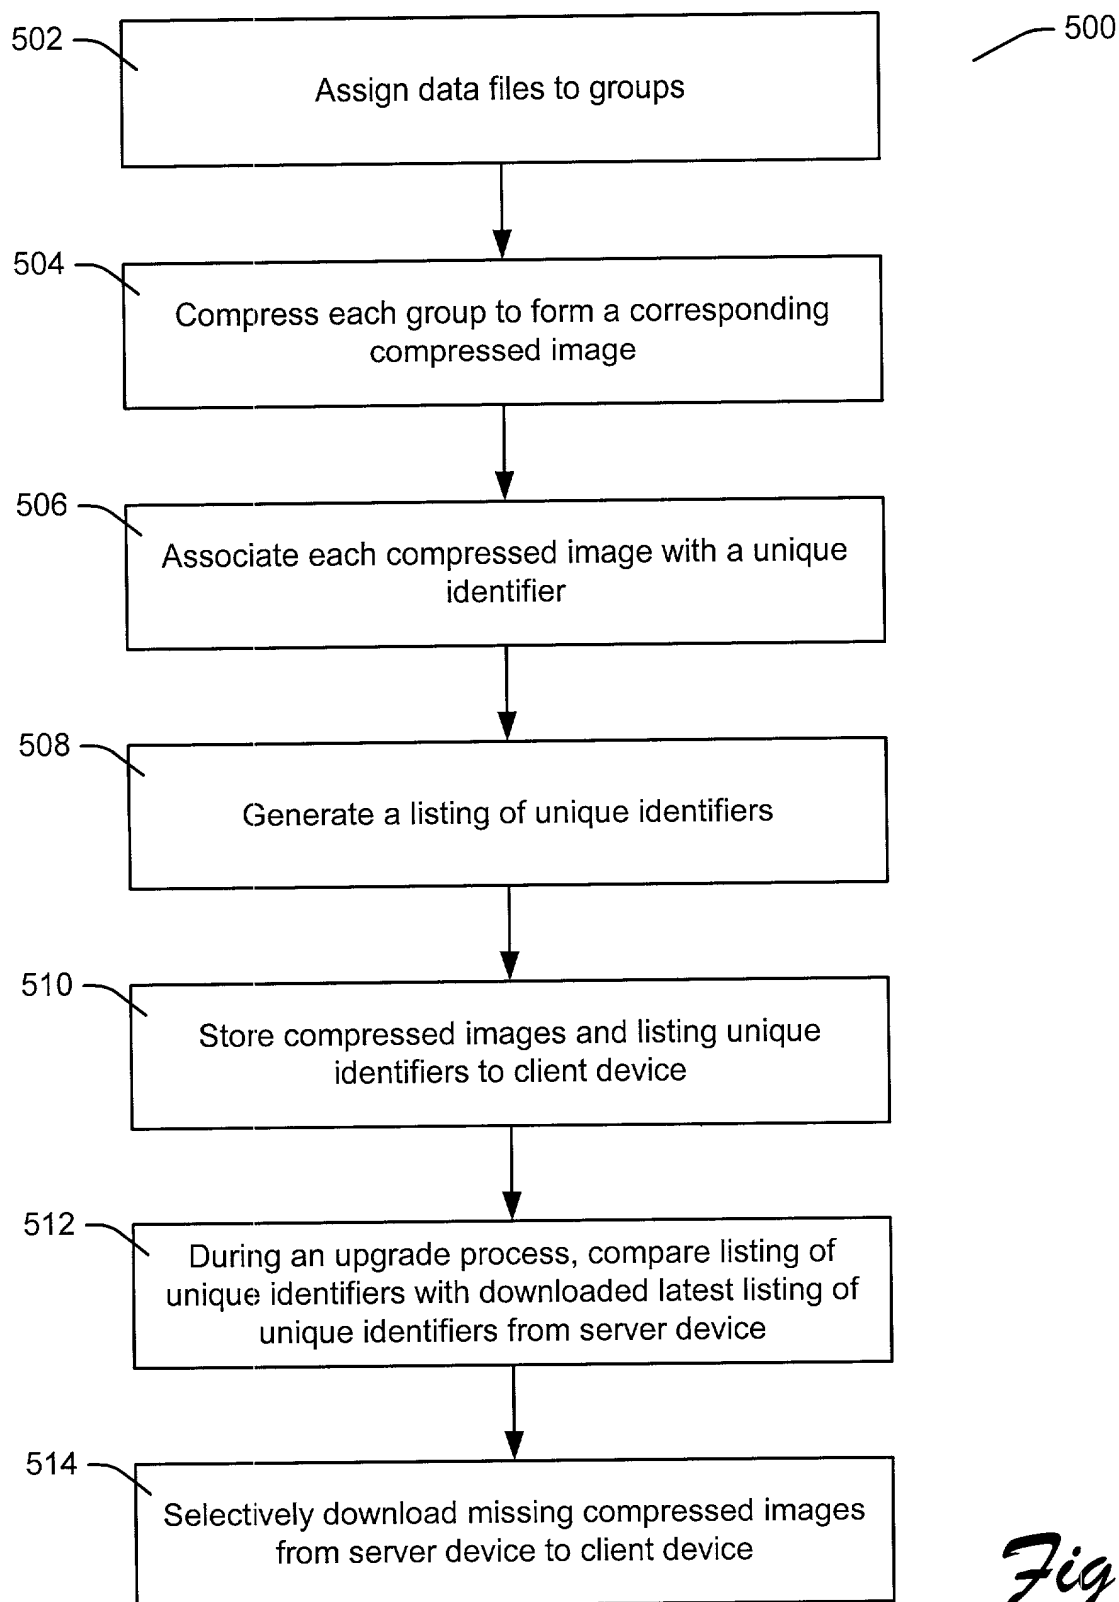 502
500
Assign data files to groups
504
Compress each group to form a corresponding
compressed image
506
Associate each compressed image with a unique
identifier
508
Generate a listing of unique identifiers
510
Store compressed images and listing unique
identifiers to client device
512
During an upgrade process, compare listing of
unique identifiers with downloaded latest listing of
unique identifiers from server device
514
Selectively download missing compressed images
from server device to client device
Fig